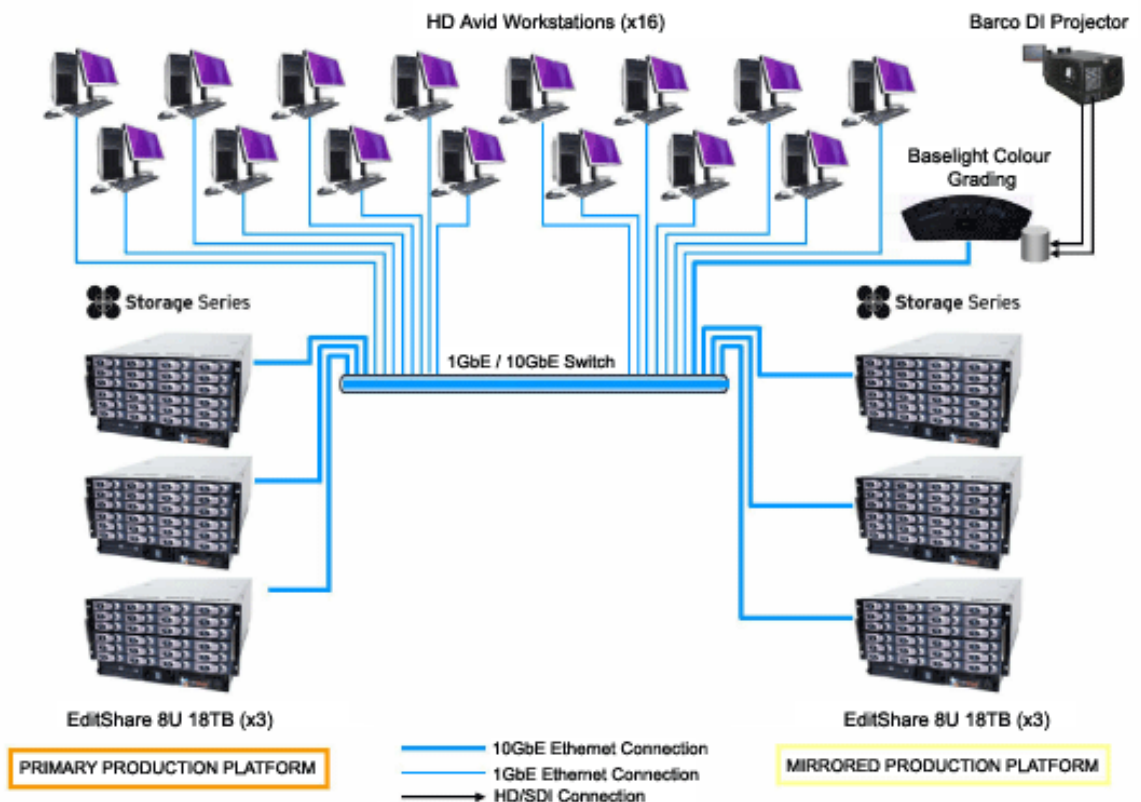 HD Avid Workstations (x16)
Barco DI Projector
Baselight Colour
Grading
Storage Series
Storage Series
1GbE / 10GbE Switch
EditShare 8U 18TB (x3)
EditShare 8U 18TB (x3)
PRIMARY PRODUCTION PLATFORM
10GbE Ethernet Connection
1GbE Ethernet Connection
HD/SDI Connection
MIRRORED PRODUCTION PLATFORM